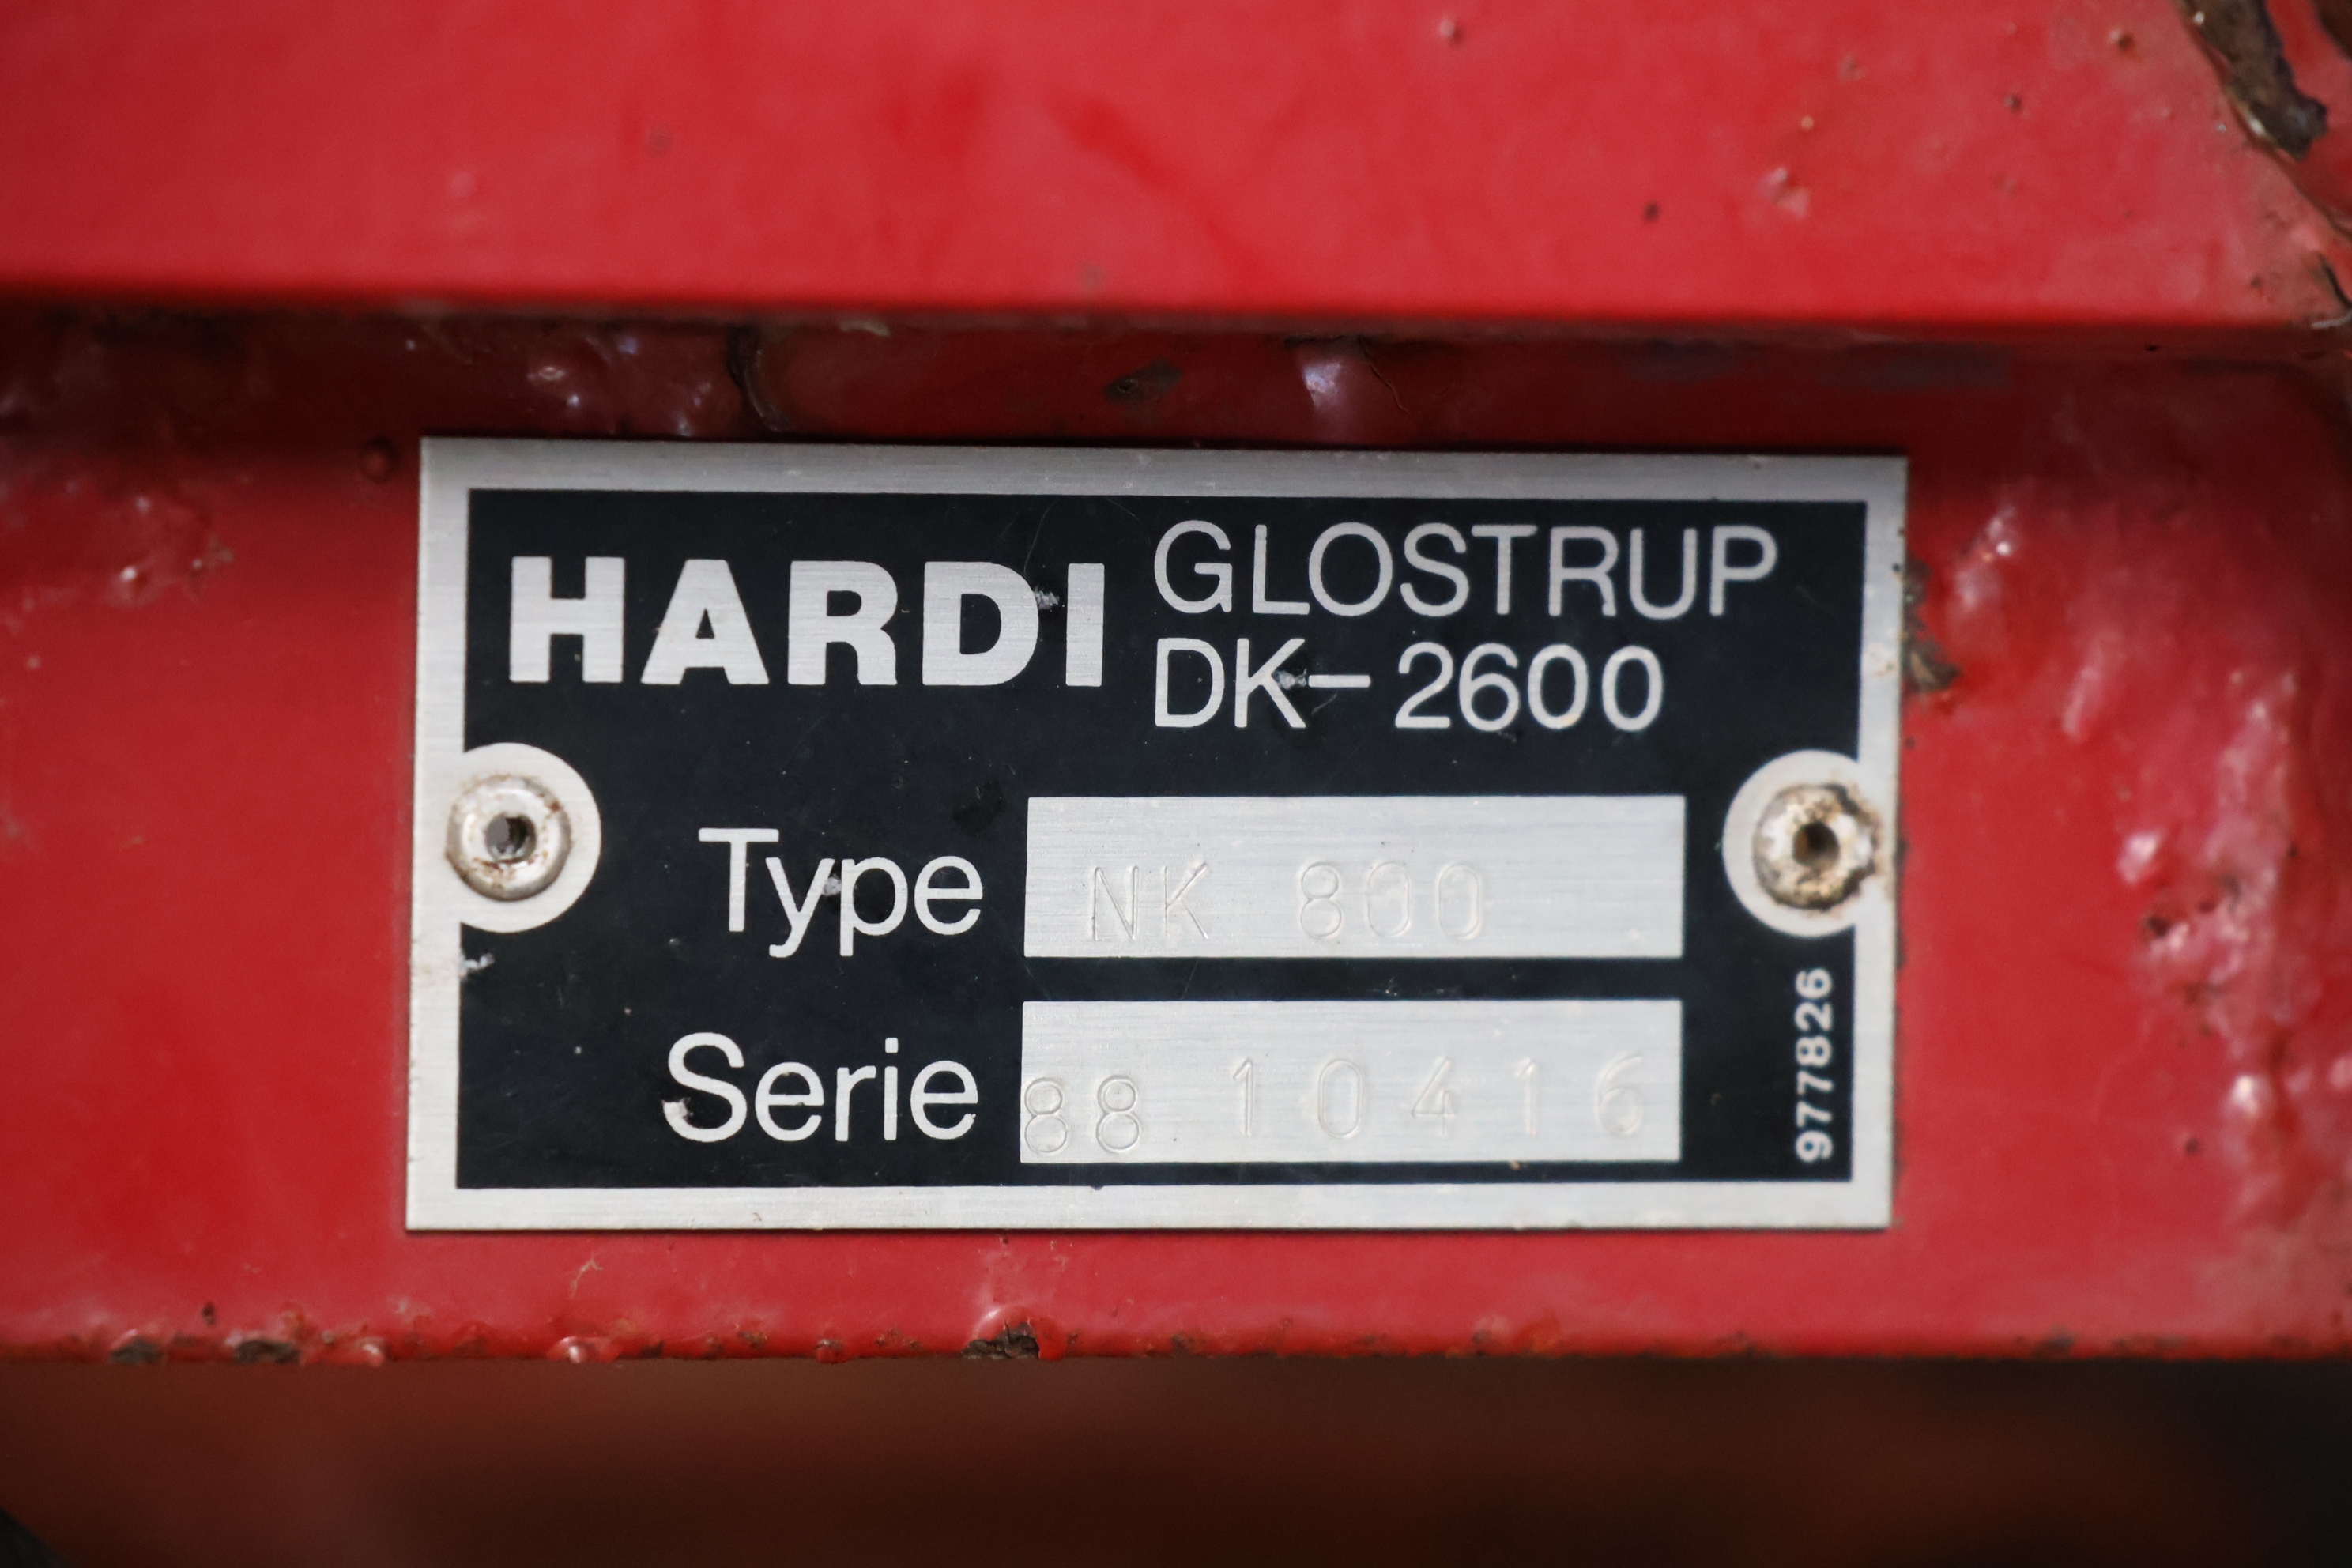 HARDI GLOSTRUP
DK-2600
Type NK 800
Serie 88 10416
977826